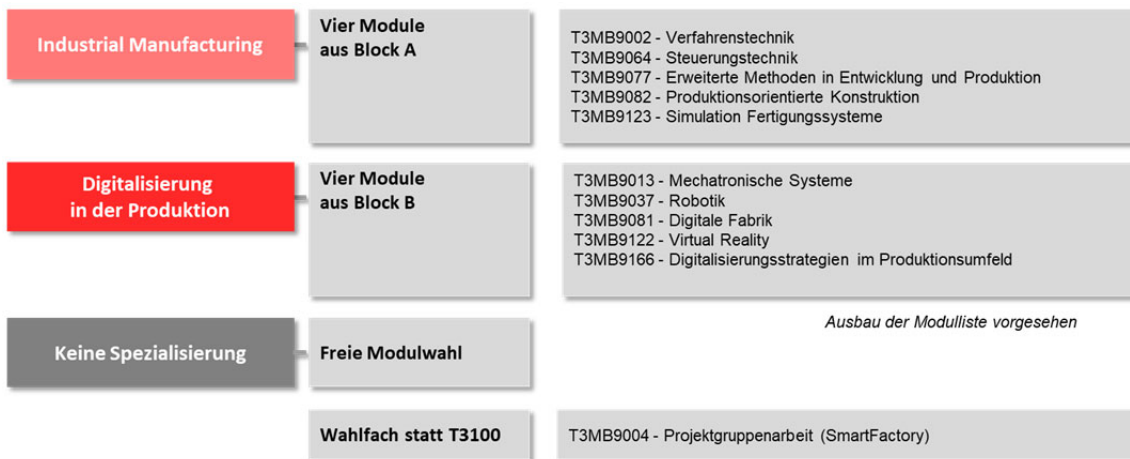 Industrial Manufacturing
Vier Module
aus Block A
T3MB9002 - Verfahrenstechnik
T3MB9064 - Steuerungstechnik
T3MB9077 - Erweiterte Methoden in Entwicklung und Produktion
T3MB9082 - Produktionsorientierte Konstruktion
T3MB9123 - Simulation Fertigungssysteme
Digitalisierung
in der Produktion
Vier Module
aus Block B
T3MB9013 - Mechatronische Systeme
T3MB9037 - Robotik
T3MB9081 - Digitale Fabrik
T3MB9122 - Virtual Reality
T3MB9166 - Digitalisierungsstrategien im Produktionsumfeld
Ausbau der Modulliste vorgesehen
Keine Spezialisierung
Freie Modulwahl
Wahlfach statt T3100
T3MB9004 - Projektgruppenarbeit (SmartFactory)